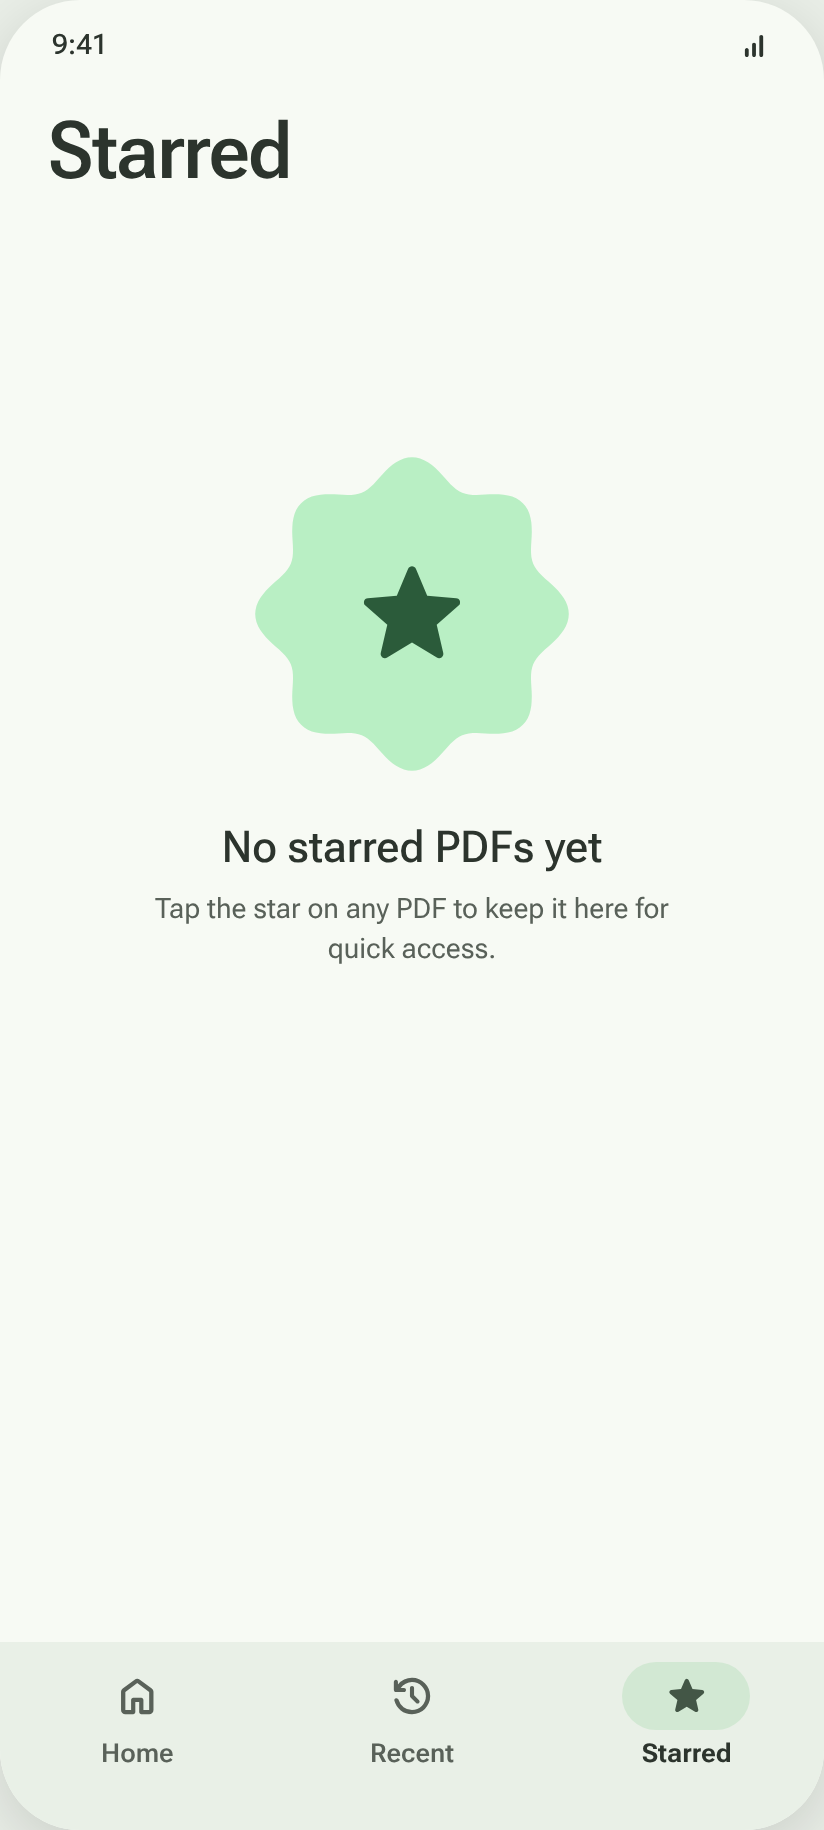 9:41
Starred
No starred PDFs yet
Tap the star on any PDF to keep it here for
quick access.
Home
Recent
Starred